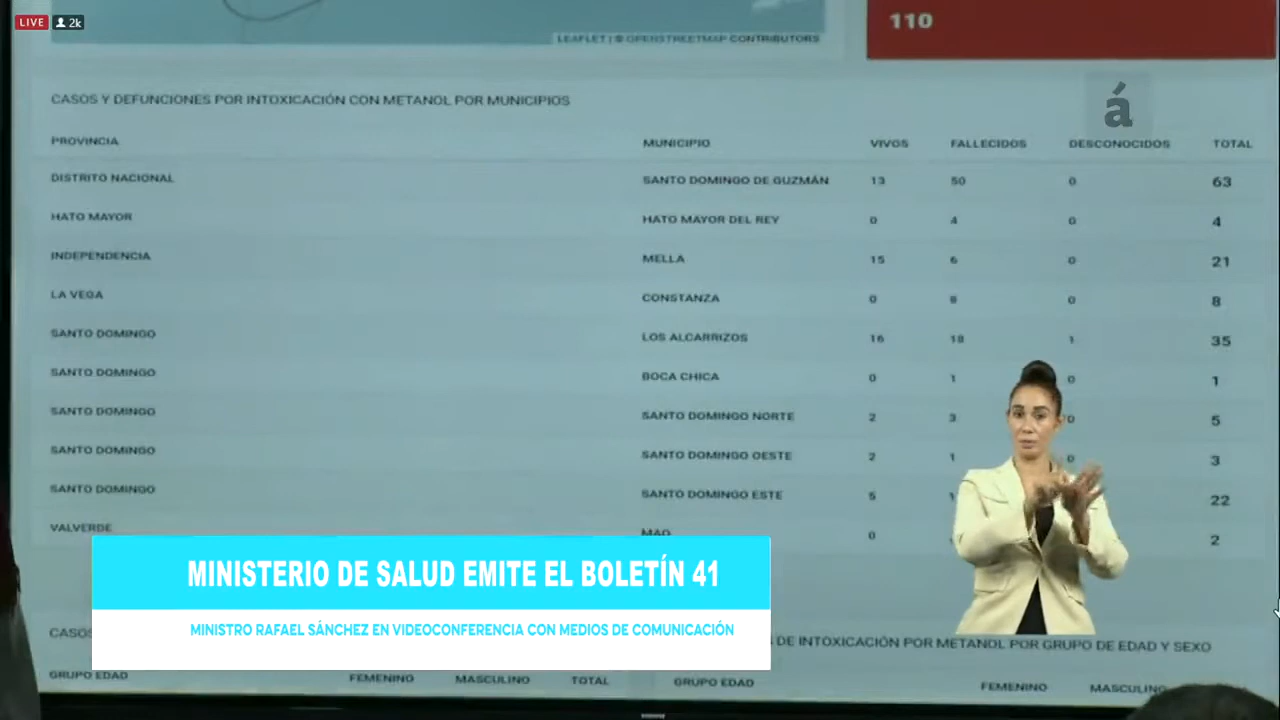 LIVE 2k
110
LEAFLET | © OPENSTREETMAP CONTRIBUTORS
CASOS Y DEFUNCIONES POR INTOXICACIÓN CON METANOL POR MUNICIPIOS
á
PROVINCIA MUNICIPIO VIVOS FALLECIDOS DESCONOCIDOS TOTAL
DISTRITO NACIONAL SANTO DOMINGO DE GUZMÁN 13 50 0 63
HATO MAYOR HATO MAYOR DEL REY 0 4 0 4
INDEPENDENCIA MELLA 15 6 0 21
LA VEGA CONSTANZA 0 8 0 8
SANTO DOMINGO LOS ALCARRIZOS 16 18 1 35
SANTO DOMINGO BOCA CHICA 0 1 0 1
SANTO DOMINGO SANTO DOMINGO NORTE 2 3 0 5
SANTO DOMINGO SANTO DOMINGO OESTE 2 1 0 3
SANTO DOMINGO SANTO DOMINGO ESTE 5 22
VALVERDE MAO 0 2
MINISTERIO DE SALUD EMITE EL BOLETÍN 41
MINISTRO RAFAEL SÁNCHEZ EN VIDEOCONFERENCIA CON MEDIOS DE COMUNICACIÓN
CASOS DE INTOXICACIÓN POR METANOL POR GRUPO DE EDAD Y SEXO
GRUPO EDAD FEMENINO MASCULINO TOTAL GRUPO EDAD FEMENINO MASCULINO